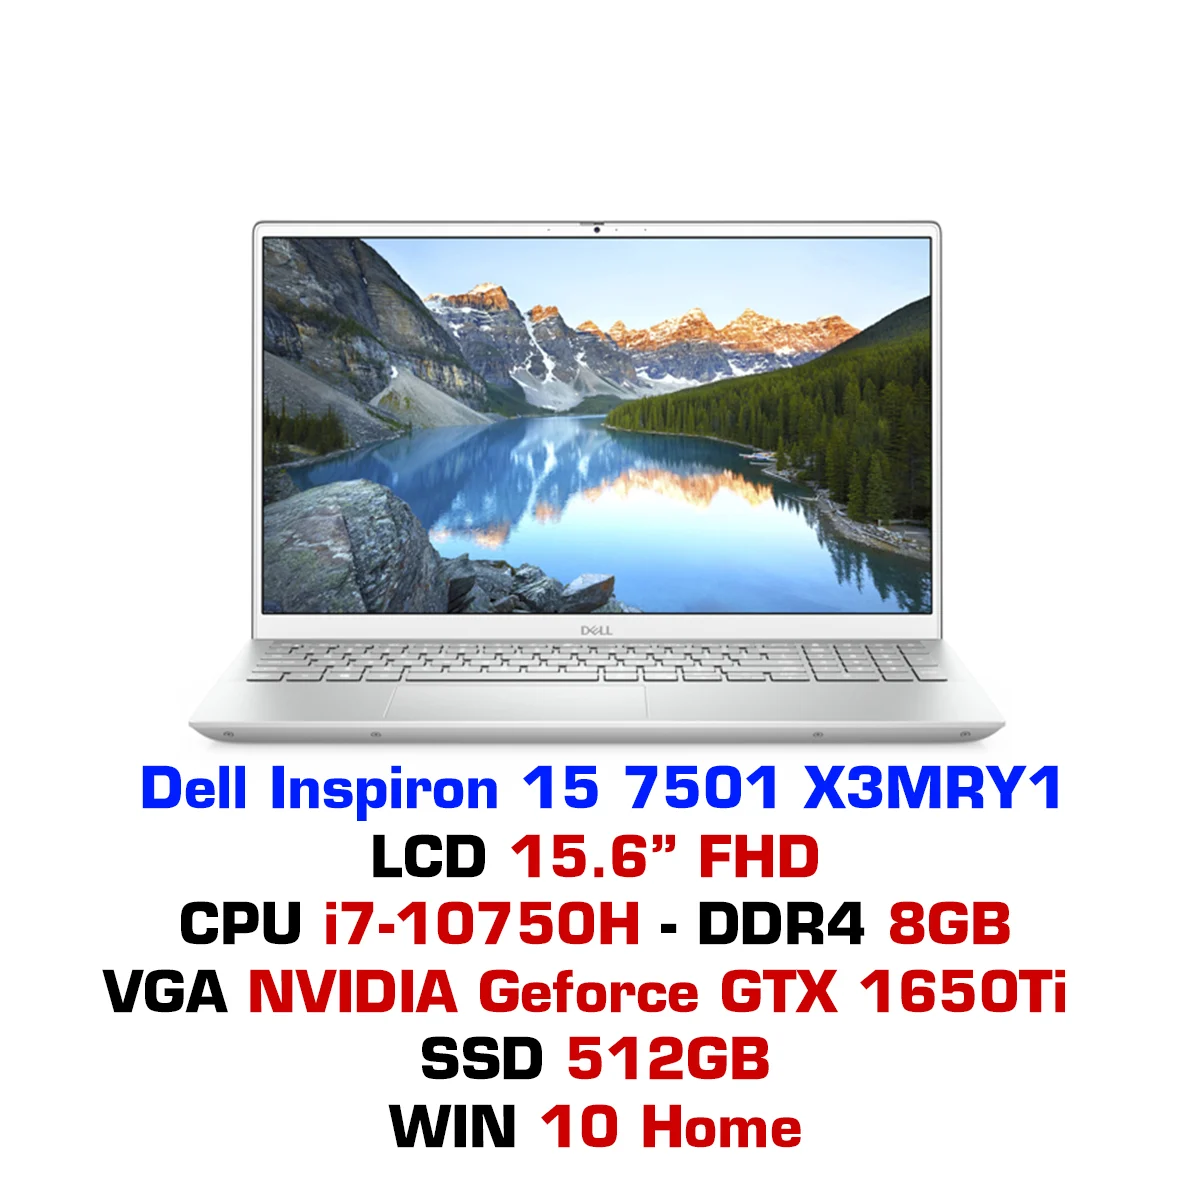 DELL
Dell Inspiron 15 7501 X3MRY1
LCD 15.6” FHD
CPU i7-10750H - DDR4 8GB
VGA NVIDIA Geforce GTX 1650Ti
SSD 512GB
WIN 10 Home